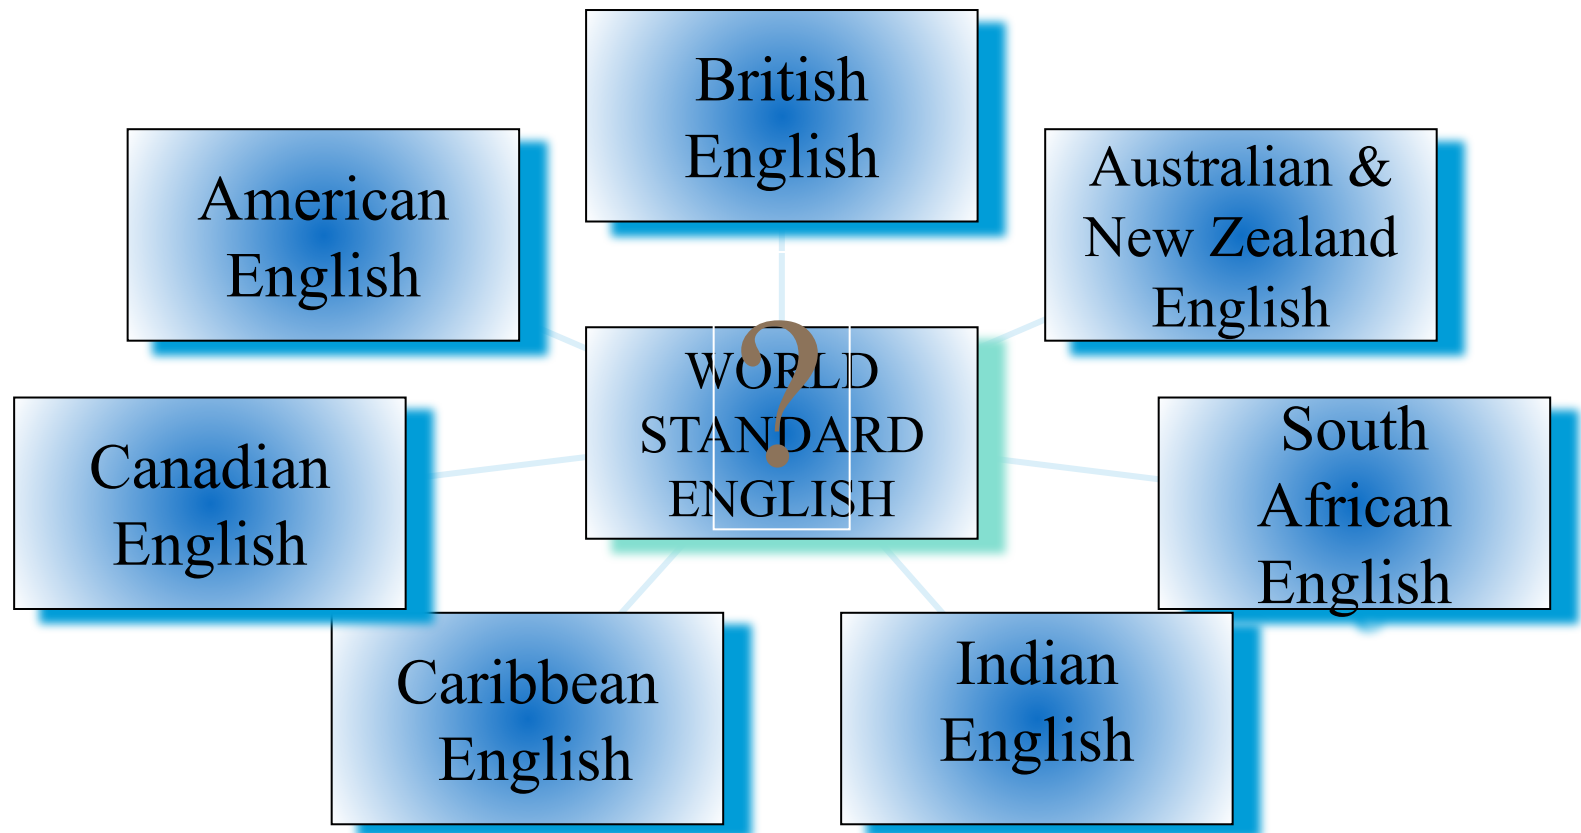 British
English
American
English
Australian &
New Zealand
English
?
WORLD
STANDARD
ENGLISH
Canadian
English
South
African
English
Caribbean
English
Indian
English